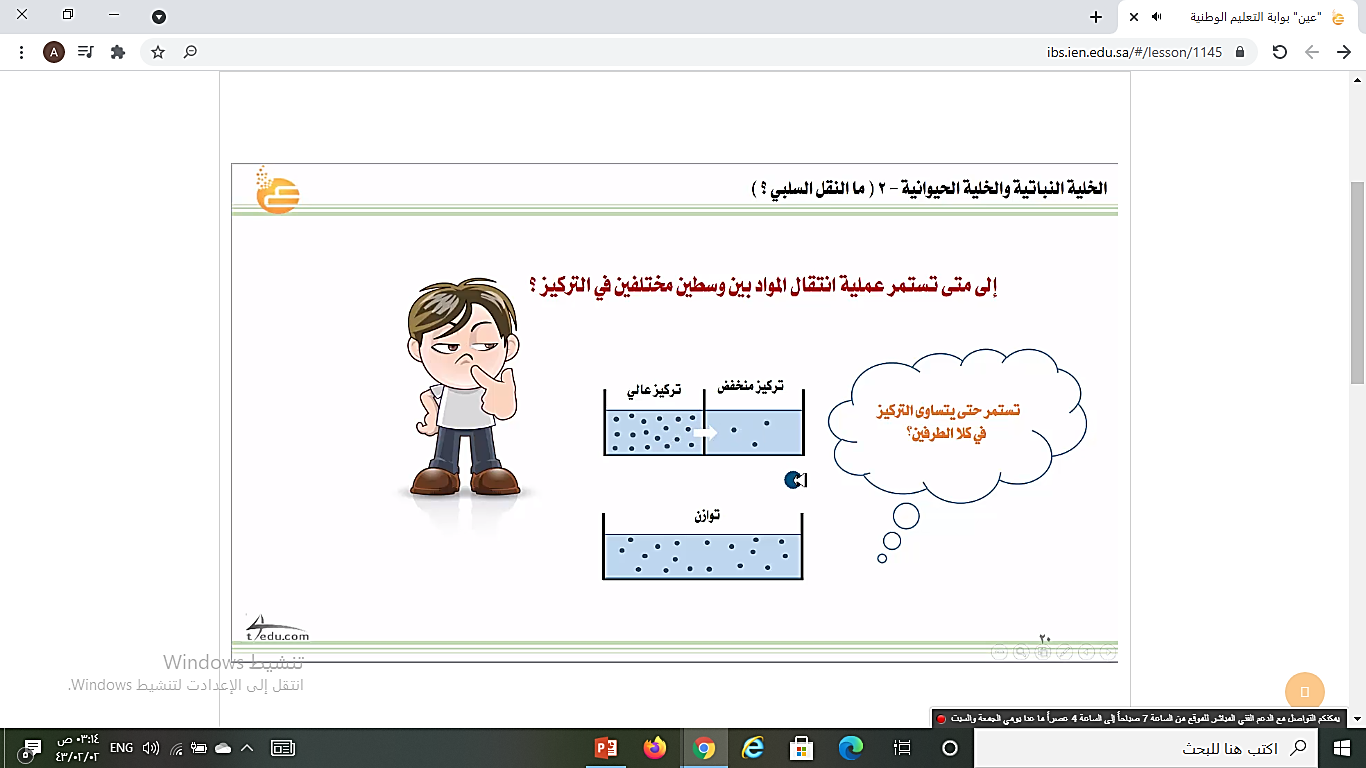 "عين" بوابة التعليم الوطنية
ibs.ien.edu.sa/#/lesson/1145
A
الخلية النباتية والخلية الحيوانية - ٢ ( ما النقل السلبي ؟ )
إلى متى تستمر عملية انتقال المواد بين وسطين مختلفين في التركيز ؟
تركيز منخفض
تركيز عالي
تستمر حتى يتساوى التركيز
في كلا الطرفين؟
توازن
٢٠
t4edu.com
تنشيط Windows
انتقل إلى الإعدادت لتنشيط Windows.
يمكنكم التواصل مع الدعم الفني المباشر للموقع من الساعة 7 صباحاً إلى الساعة 4 عصراً ما عدا يومي الجمعة والسبت
اكتب هنا للبحث
ENG
٠٣:١٤ ص
٤٣/٠٢/٠٢